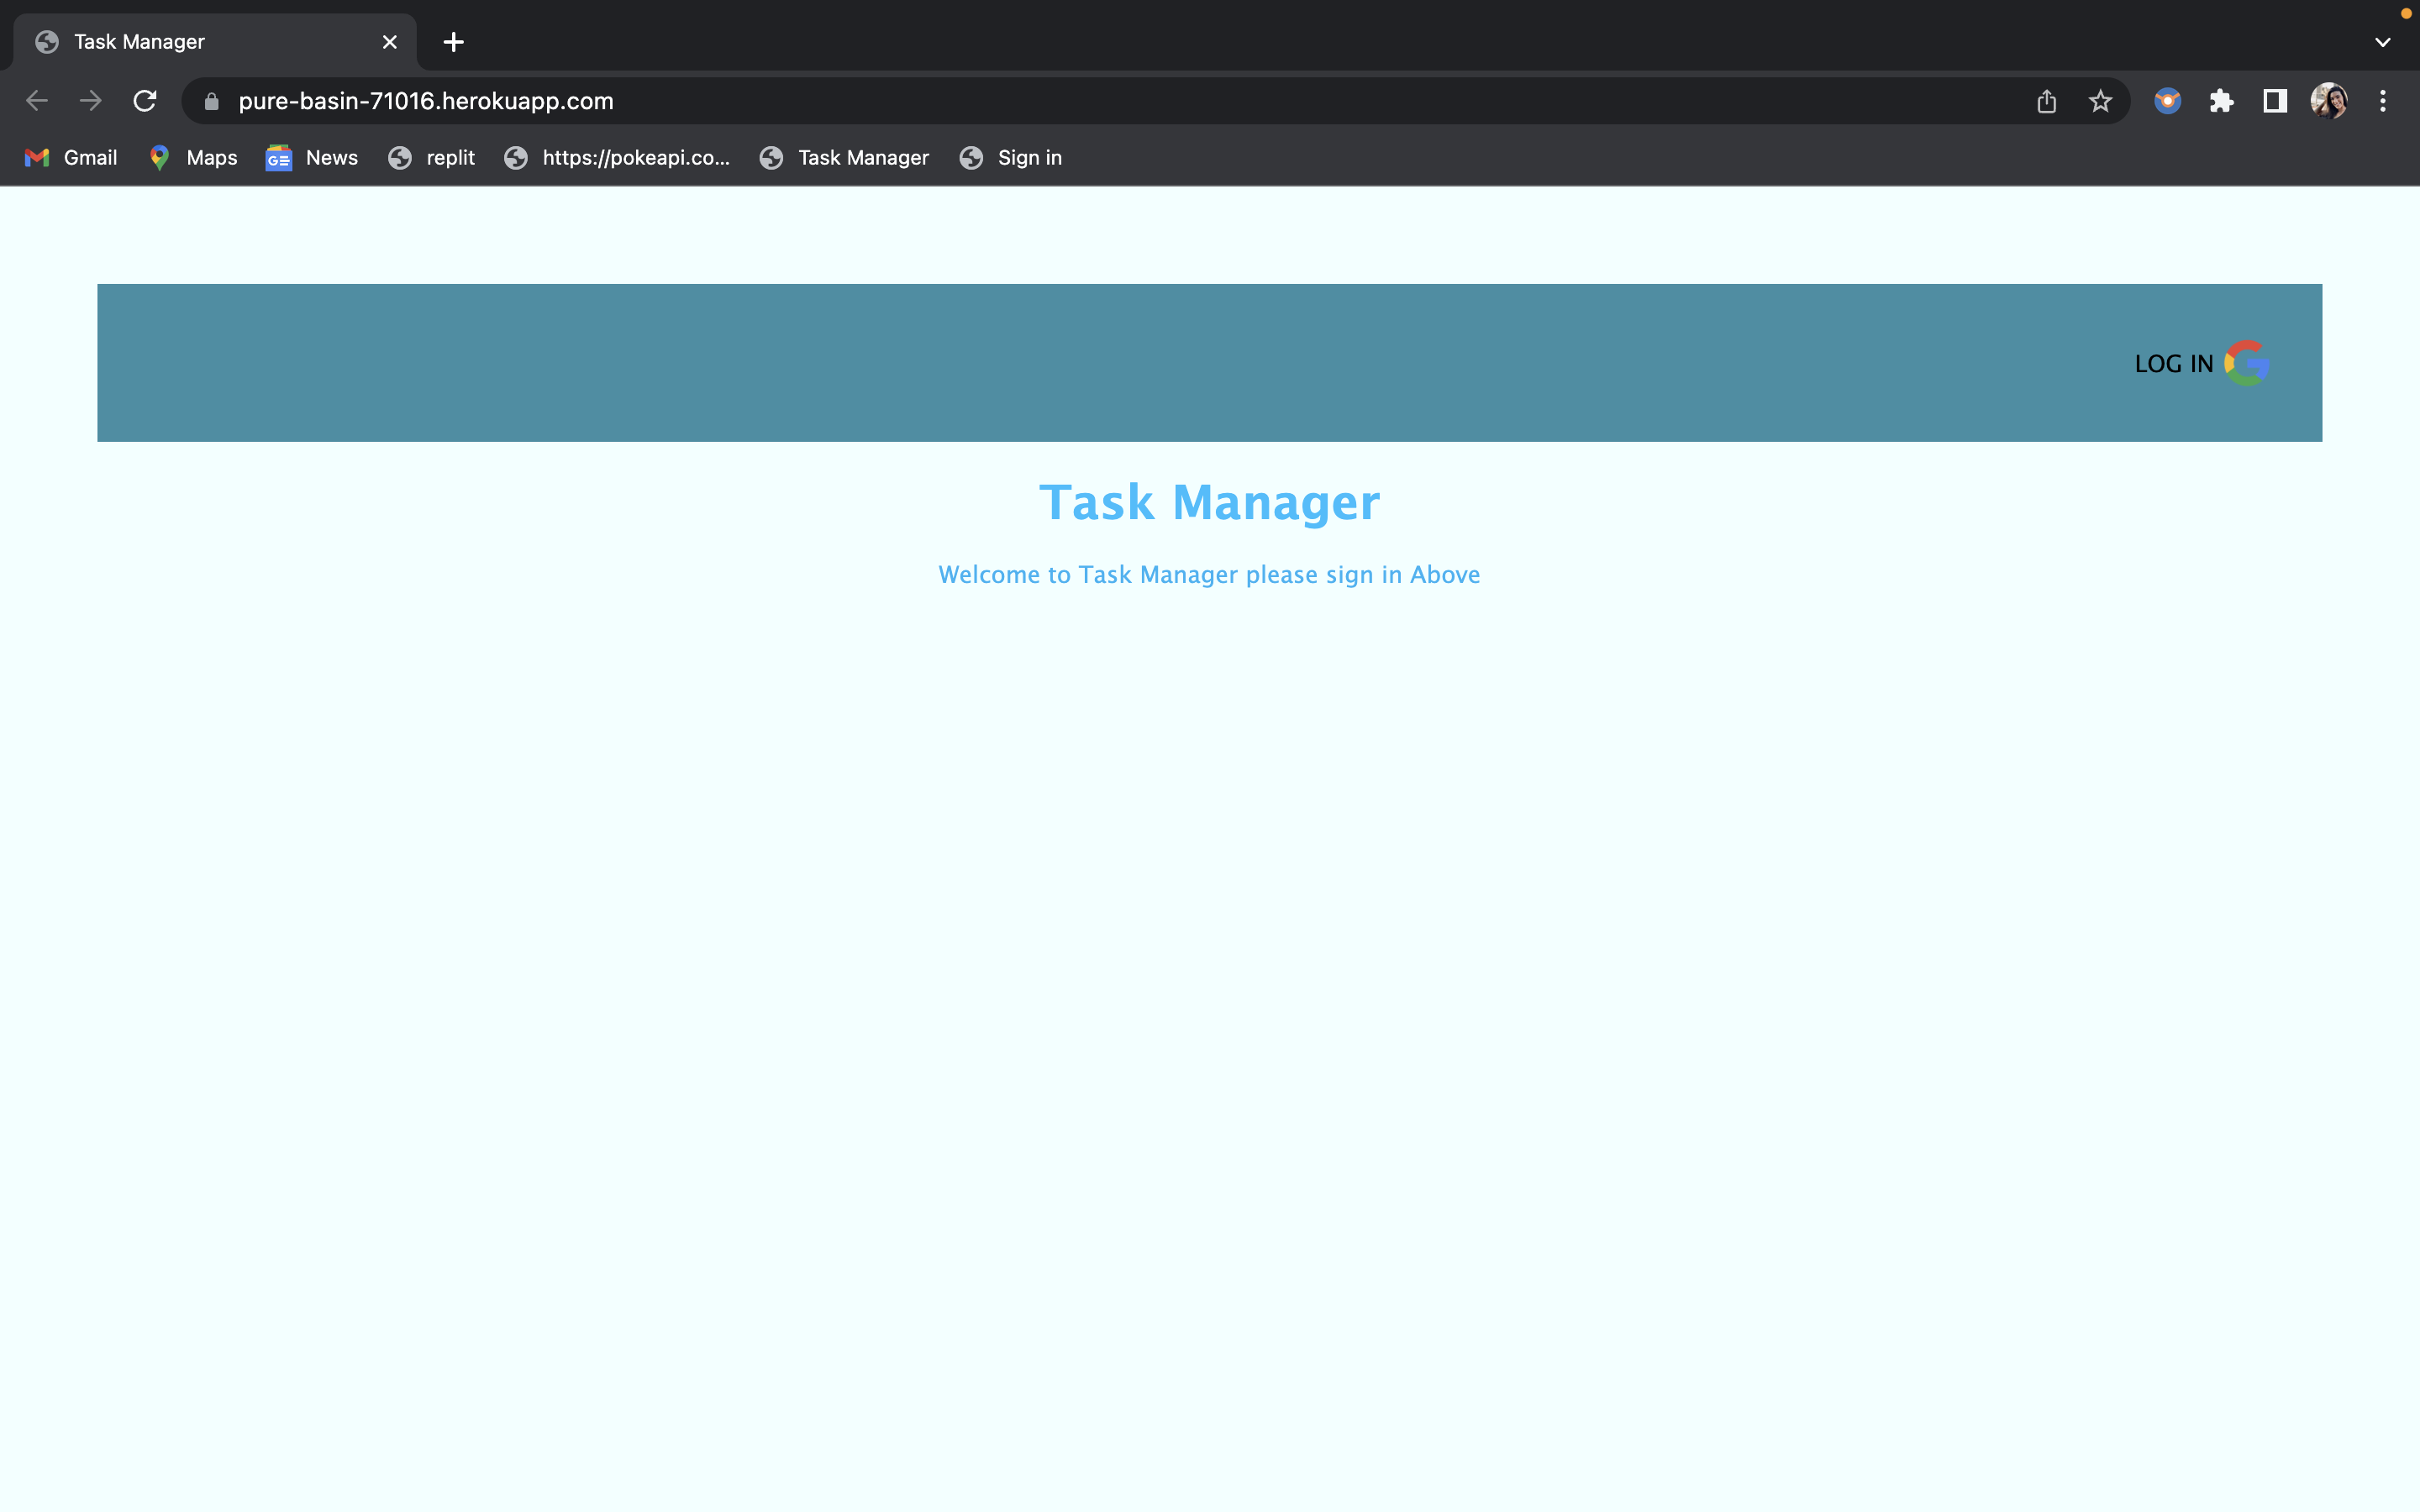 Task Manager
pure-basin-71016.herokuapp.com
Gmail Maps GE News replit https://pokeapi.co... Task Manager Sign in
LOG IN G
Task Manager
Welcome to Task Manager please sign in Above